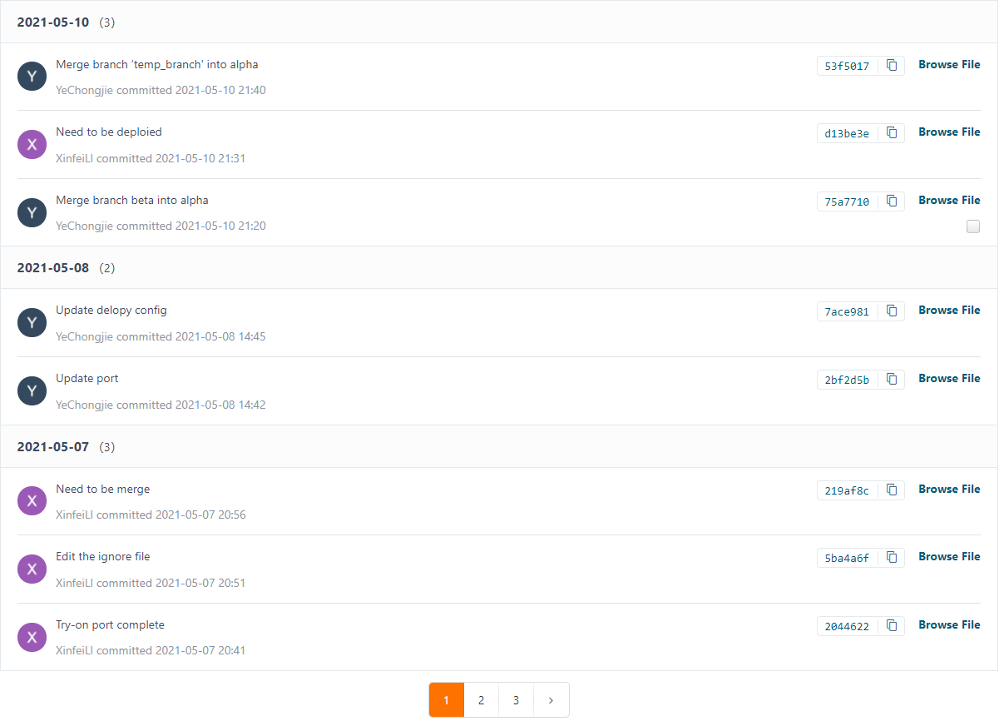 2021-05-10 (3)
Y Merge branch 'temp_branch' into alpha 53f5017 Browse File
YeChongjie committed 2021-05-10 21:40
X Need to be deploied d13be3e Browse File
XinfeiLI committed 2021-05-10 21:31
Y Merge branch beta into alpha 75a7710 Browse File
YeChongjie committed 2021-05-10 21:20
2021-05-08 (2)
Y Update delopy config 7ace981 Browse File
YeChongjie committed 2021-05-08 14:45
Y Update port 2bf2d5b Browse File
YeChongjie committed 2021-05-08 14:42
2021-05-07 (3)
X Need to be merge 219af8c Browse File
XinfeiLI committed 2021-05-07 20:56
X Edit the ignore file 5ba4a6f Browse File
XinfeiLI committed 2021-05-07 20:51
X Try-on port complete 2044622 Browse File
XinfeiLI committed 2021-05-07 20:41
1 2 3 >